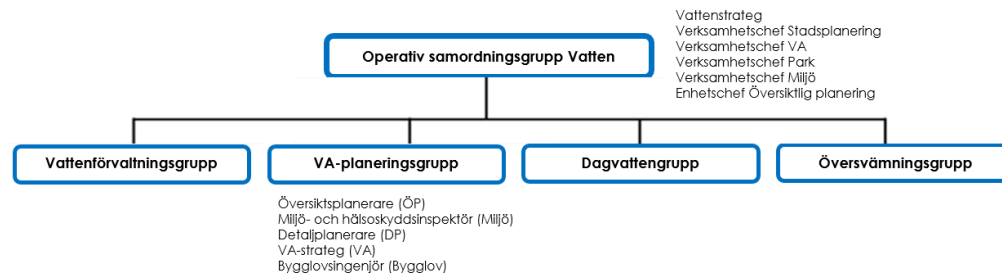 Vattenstrateg
Verksamhetschef Stadsplanering
Verksamhetschef VA
Verksamhetschef Park
Verksamhetschef Miljö
Enhetschef Översiktlig planering
Operativ samordningsgrupp Vatten
Vattenförvaltningsgrupp
VA-planeringsgrupp
Dagvattengrupp
Översvämningsgrupp
Översiktsplanerare (ÖP)
Miljö- och hälsoskyddsinspektör (Miljö)
Detaljplanerare (DP)
VA-strateg (VA)
Bygglovsingenjör (Bygglov)